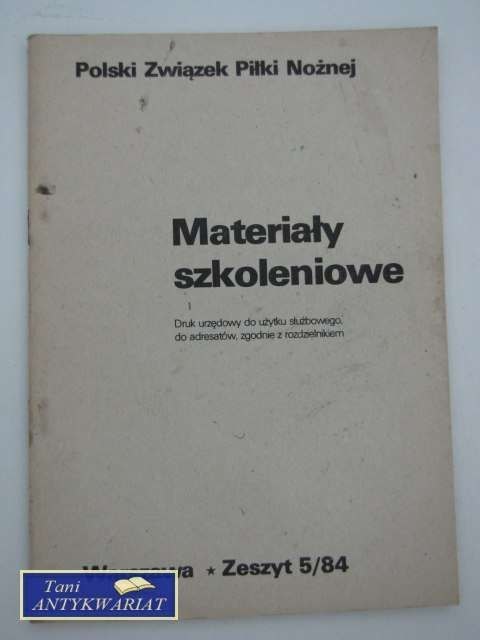 Polski Związek Piłki Nożnej
Materiały
szkoleniowe
Druk urzędowy do użytku służbowego,
do adresatów, zgodnie z rozdzielnikiem
Warszawa ★ Zeszyt 5/84
Tani
ANTYKWARIAT